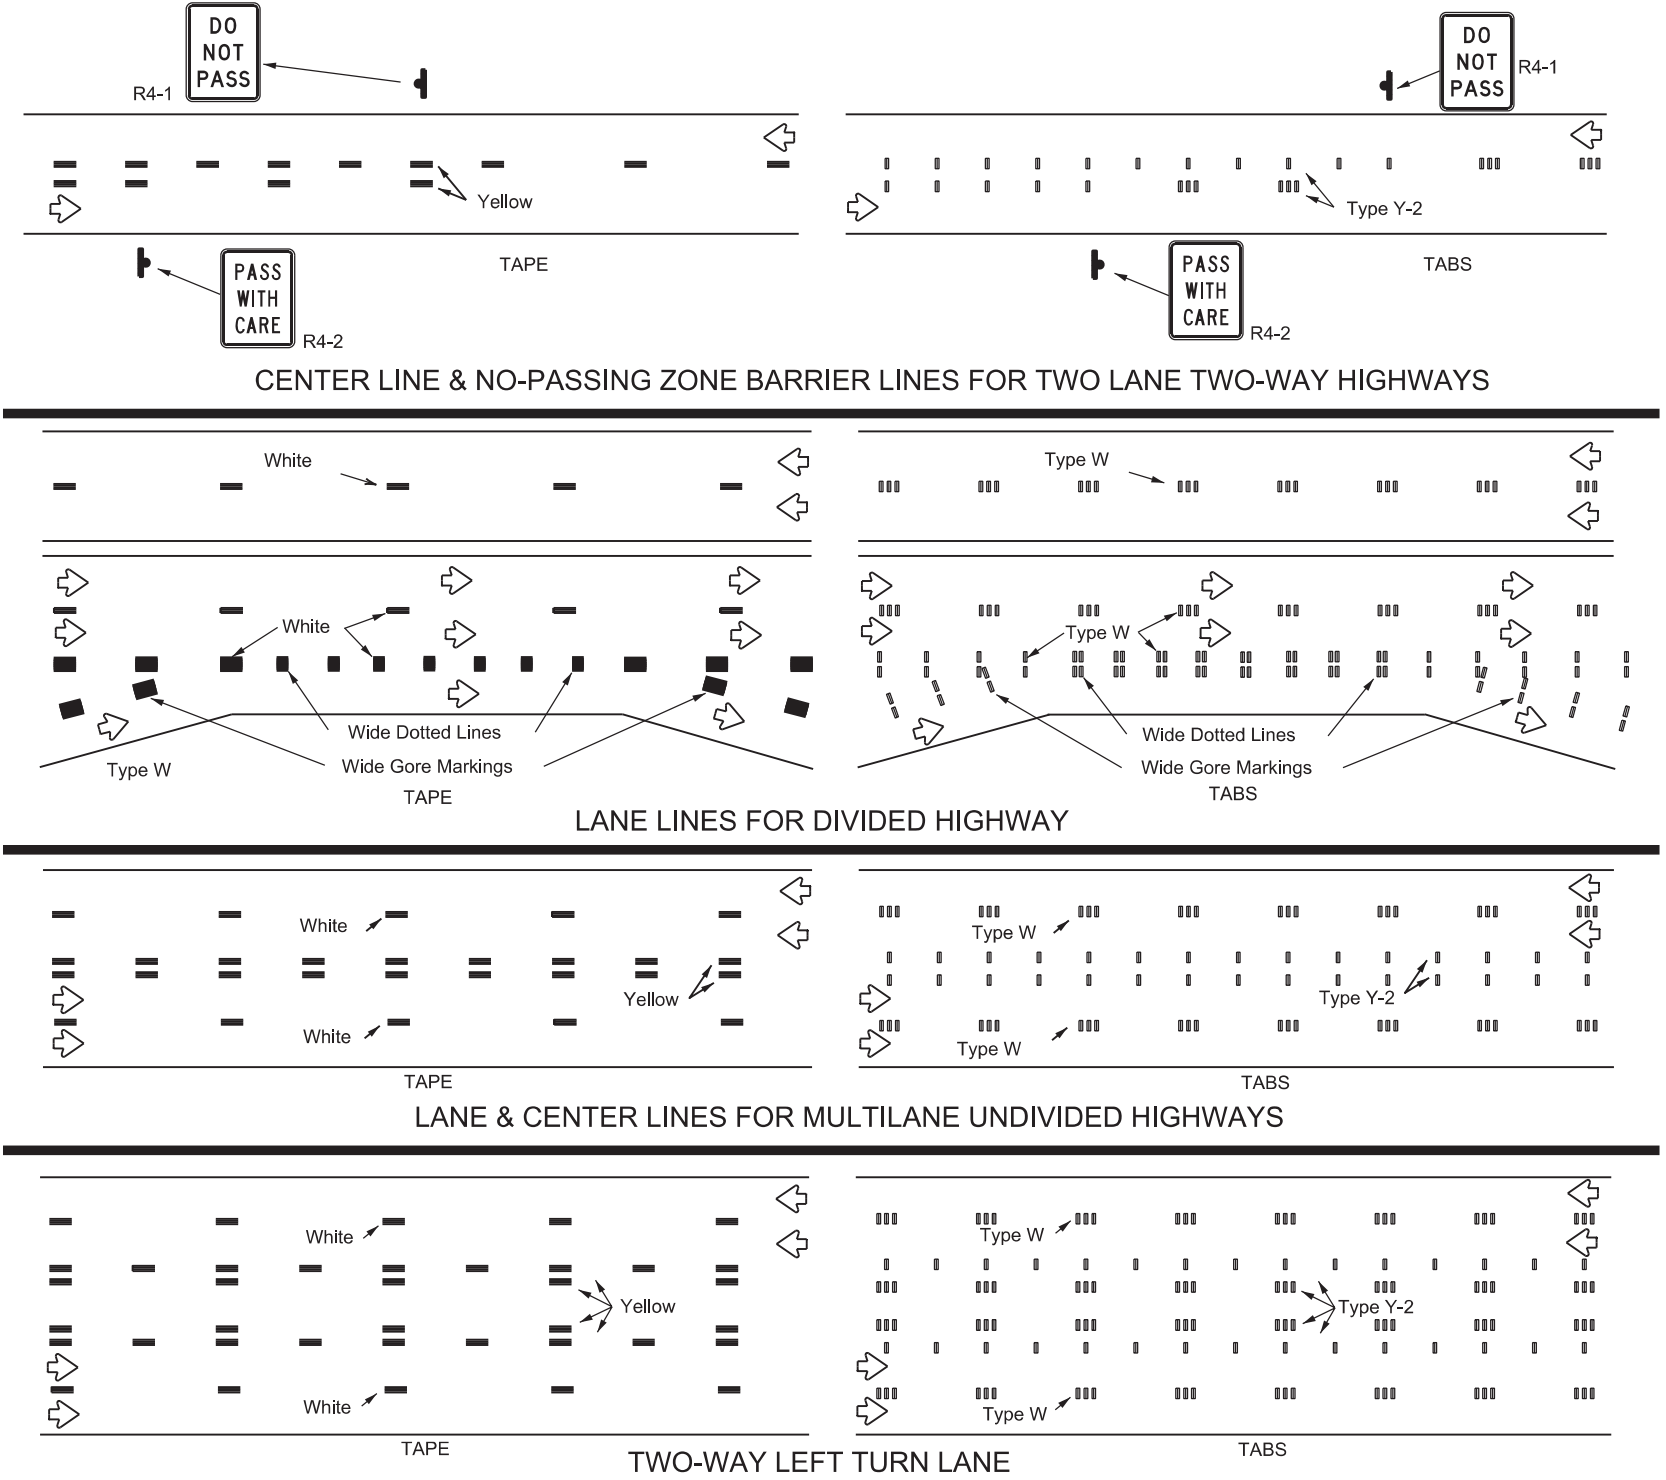 DO
NOT
PASS
R4-1
DO
NOT
PASS
R4-1
Yellow
Type Y-2
TAPE
TABS
PASS
WITH
CARE
R4-2
PASS
WITH
CARE
R4-2
CENTER LINE & NO-PASSING ZONE BARRIER LINES FOR TWO LANE TWO-WAY HIGHWAYS
White
Type W
White
Type W
Wide Dotted Lines
Wide Gore Markings
Type W
TAPE
Wide Dotted Lines
Wide Gore Markings
TABS
LANE LINES FOR DIVIDED HIGHWAY
White
Type W
Yellow
Type Y-2
White
Type W
TAPE
TABS
LANE & CENTER LINES FOR MULTILANE UNDIVIDED HIGHWAYS
White
Type W
Yellow
Type Y-2
White
Type W
TAPE
TABS
TWO-WAY LEFT TURN LANE